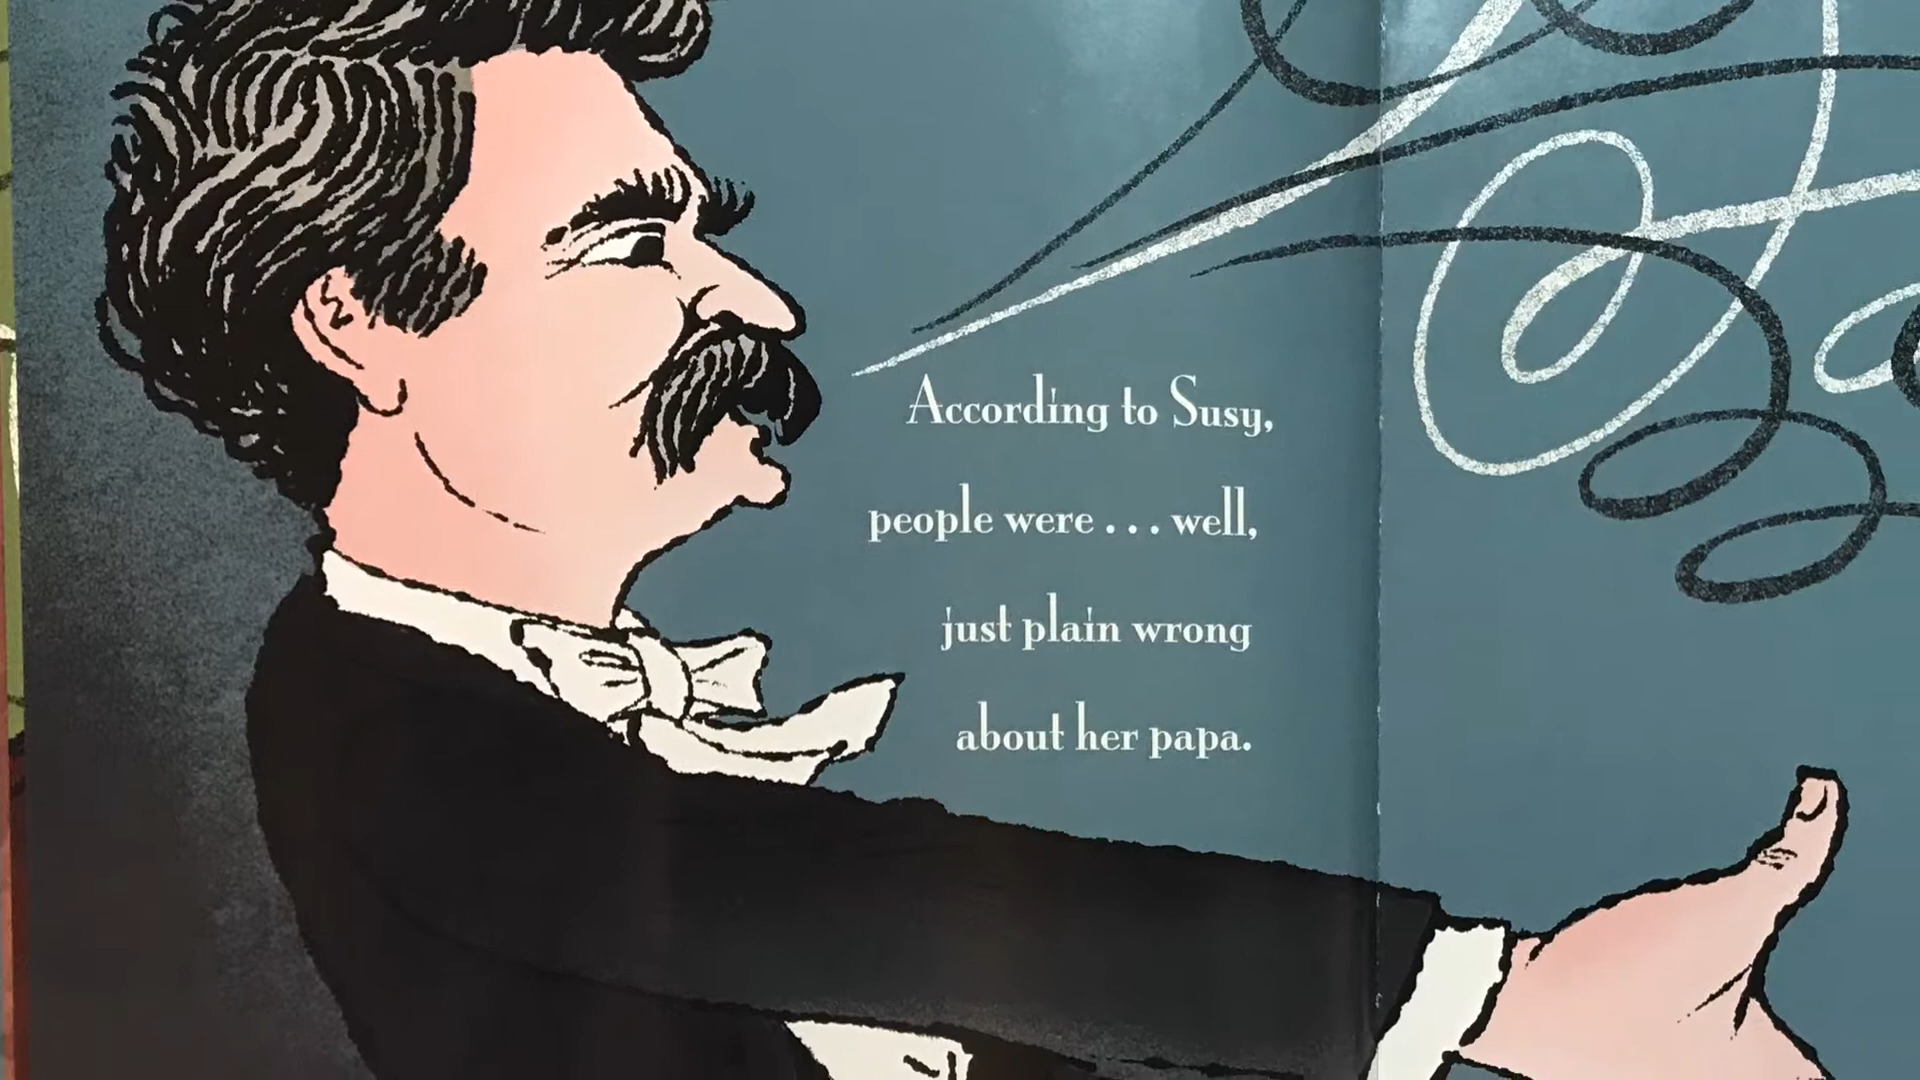 According to Susy,
people were . . . well,
just plain wrong
about her papa.